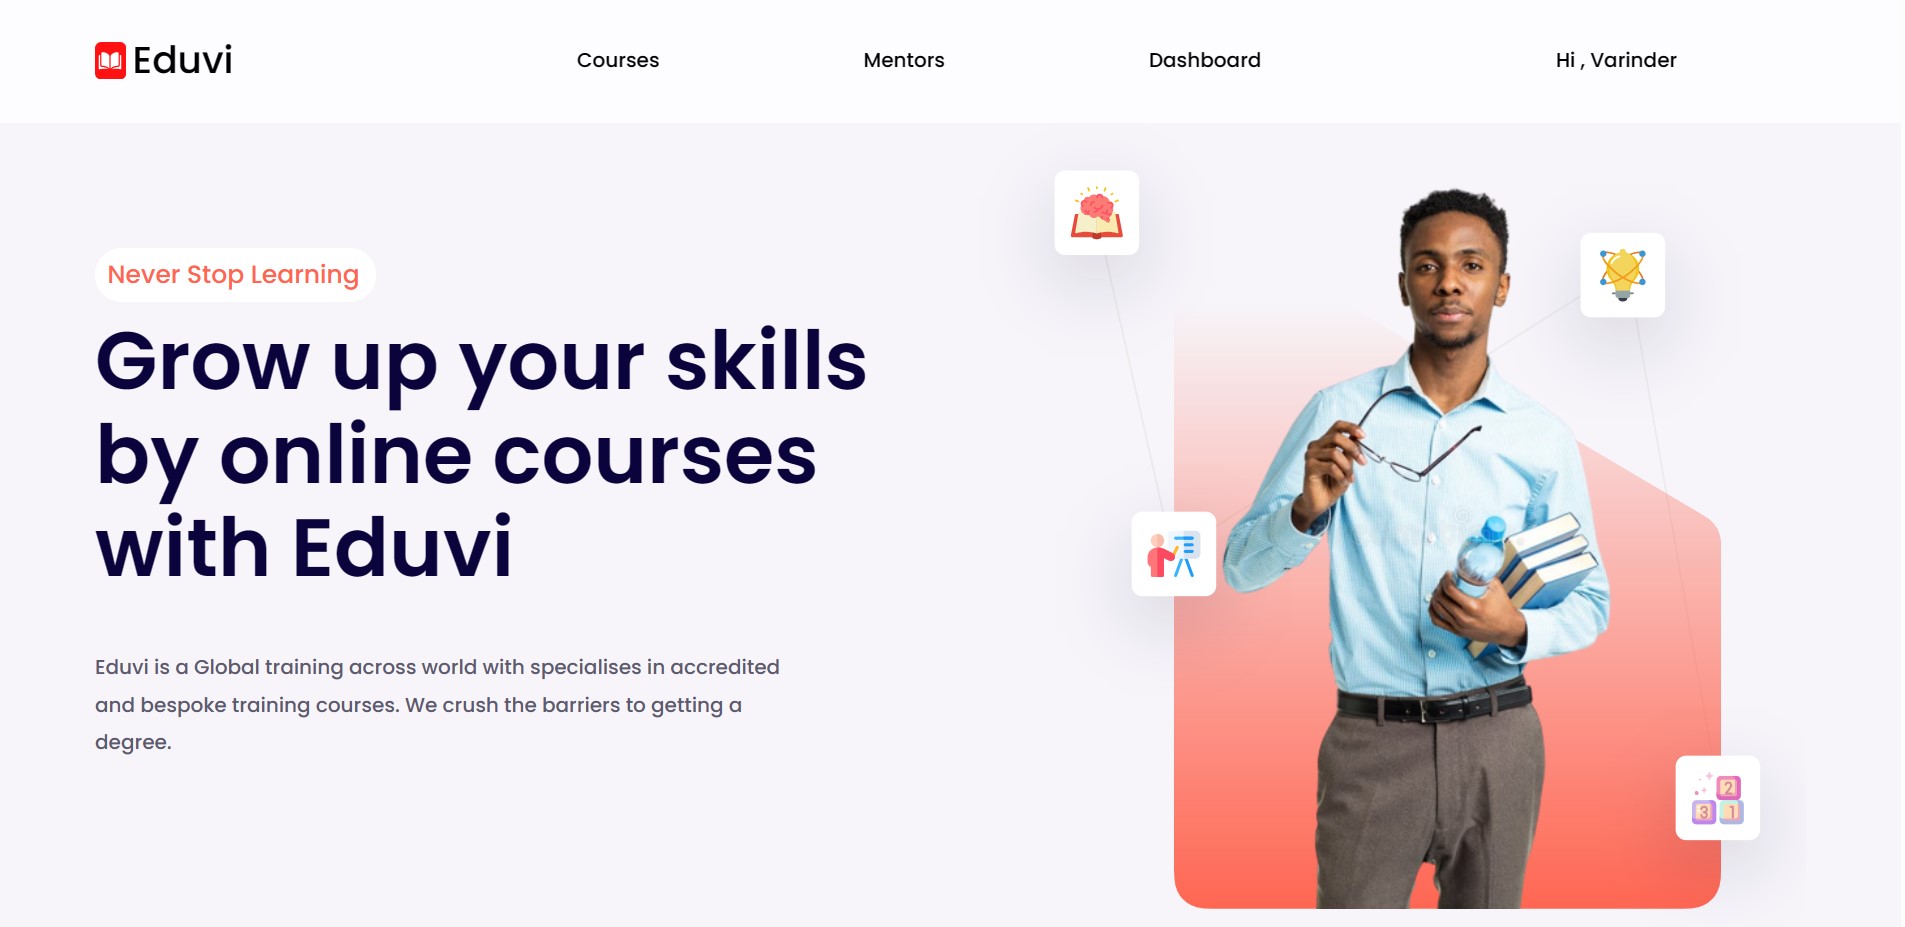 Eduvi
Courses
Mentors
Dashboard
Hi , Varinder
Never Stop Learning
Grow up your skills
by online courses
with Eduvi
Eduvi is a Global training across world with specialises in accredited
and bespoke training courses. We crush the barriers to getting a
degree.
2
3 1